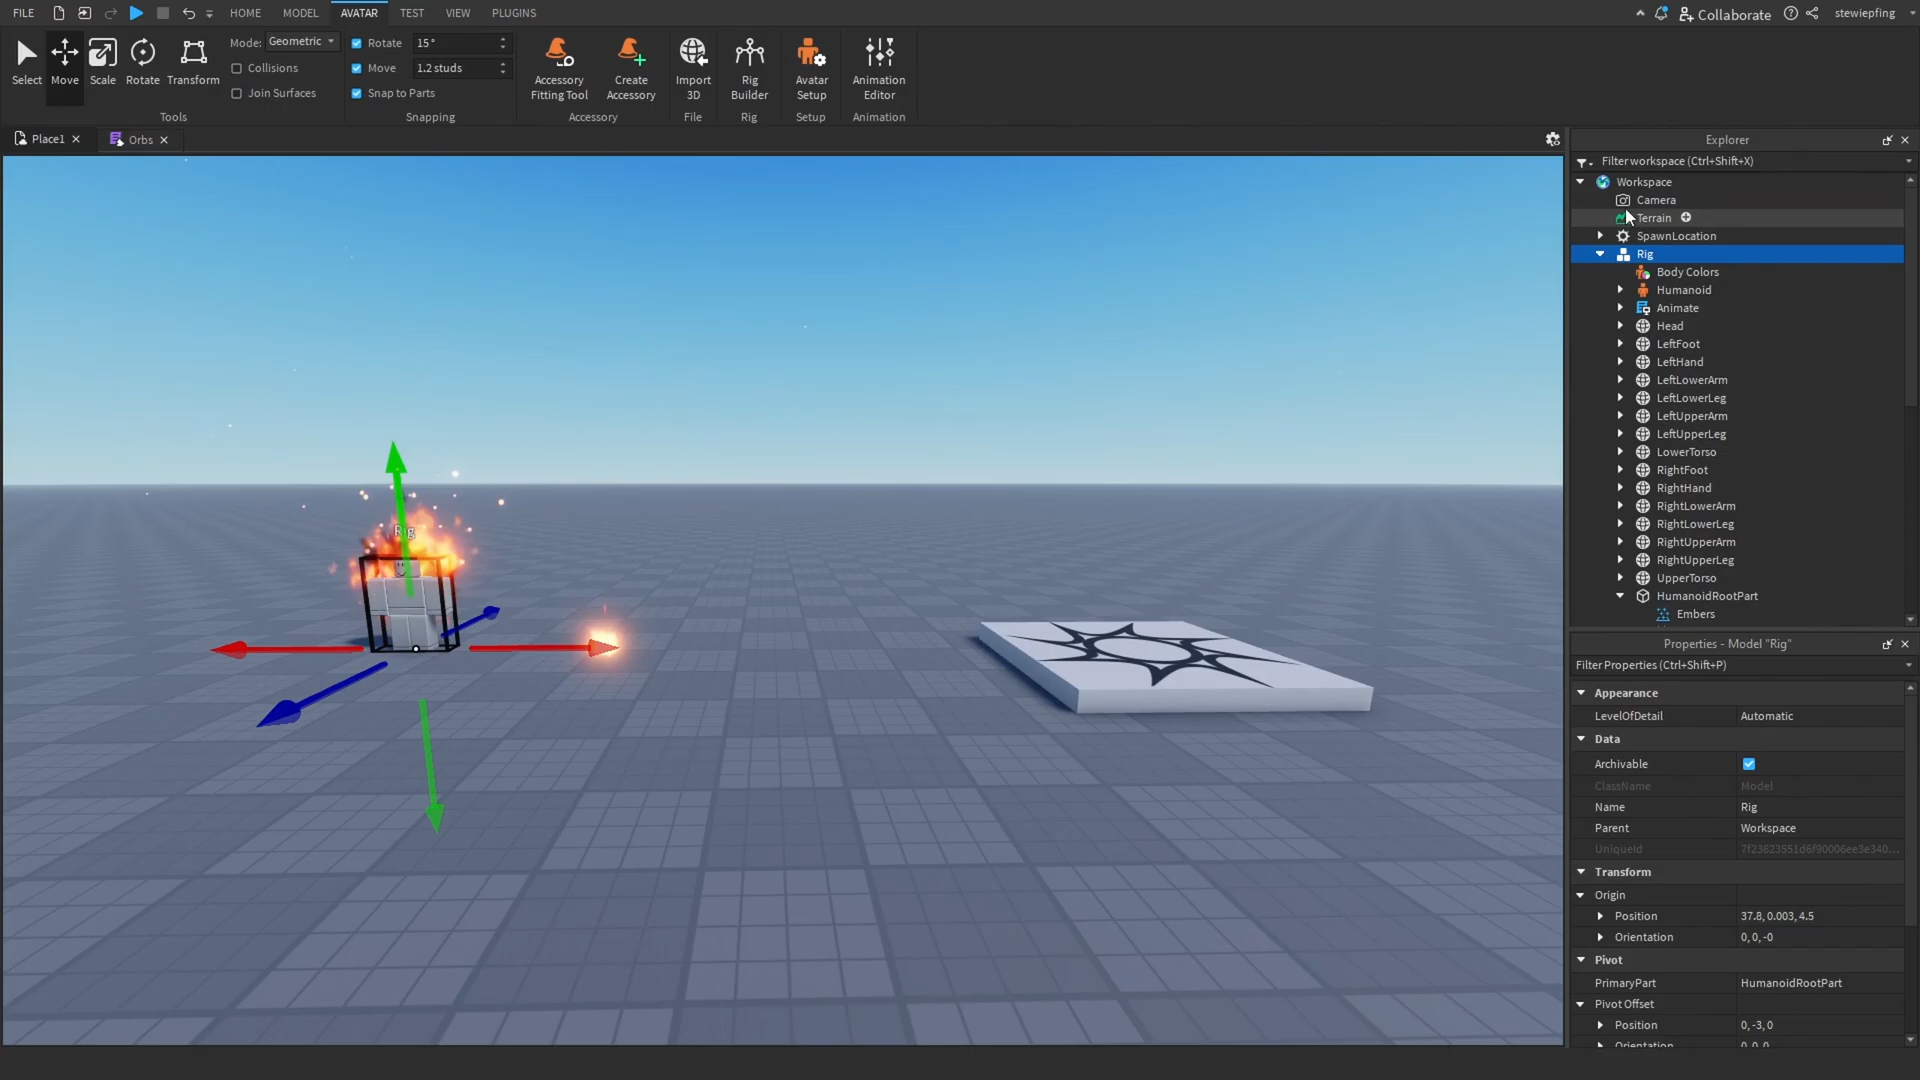 FILE HOME MODEL AVATAR TEST VIEW PLUGINS Collaborate stewiepfing
Select Move Scale Rotate Transform
Mode: Geometric
Collisions
Join Surfaces
Tools
Rotate 15°
Move 1.2 studs
Snap to Parts
Snapping
Accessory Fitting Tool
Create Accessory
Accessory
Import 3D
File
Rig Builder
Rig
Avatar Setup
Setup
Animation Editor
Animation
Place1 Orbs
Rig
Explorer
Filter workspace (Ctrl+Shift+X)
Workspace
Camera
Terrain
SpawnLocation
Rig
Body Colors
Humanoid
Animate
Head
LeftFoot
LeftHand
LeftLowerArm
LeftLowerLeg
LeftUpperArm
LeftUpperLeg
LowerTorso
RightFoot
RightHand
RightLowerArm
RightLowerLeg
RightUpperArm
RightUpperLeg
UpperTorso
HumanoidRootPart
Embers
Properties - Model "Rig"
Filter Properties (Ctrl+Shift+P)
Appearance
LevelOfDetail Automatic
Data
Archivable
ClassName Model
Name Rig
Parent Workspace
UniqueId 7f23623551d6f90006ee3e340...
Transform
Origin
Position 37.8, 0.003, 4.5
Orientation 0, 0, -0
Pivot
PrimaryPart HumanoidRootPart
Pivot Offset
Position 0, -3, 0
Orientation 0, 0, 0